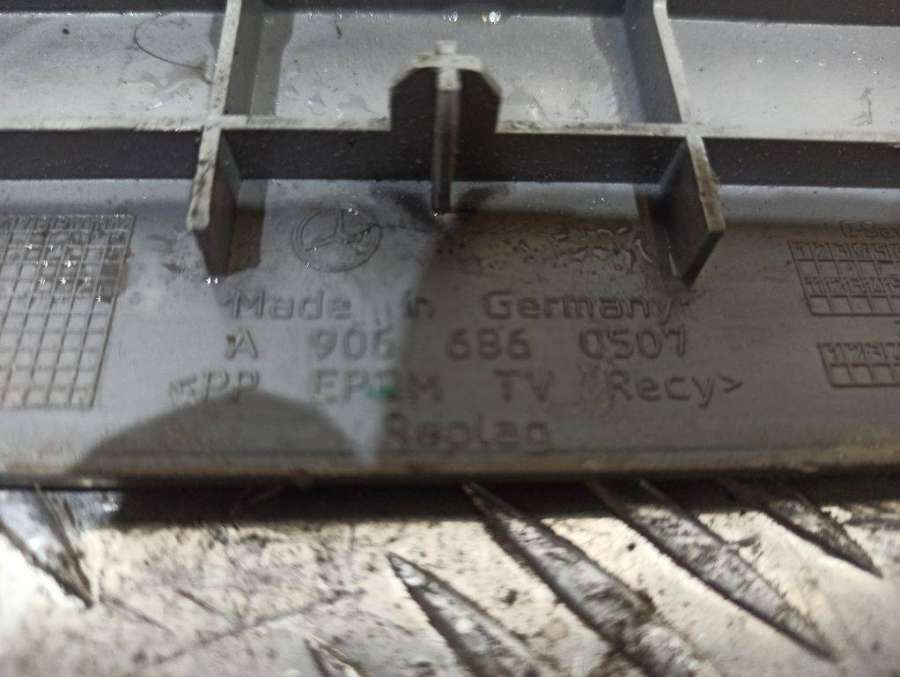 Made in Germany
A 906 686 0507
<PP EPDM TV Recy>
Replag